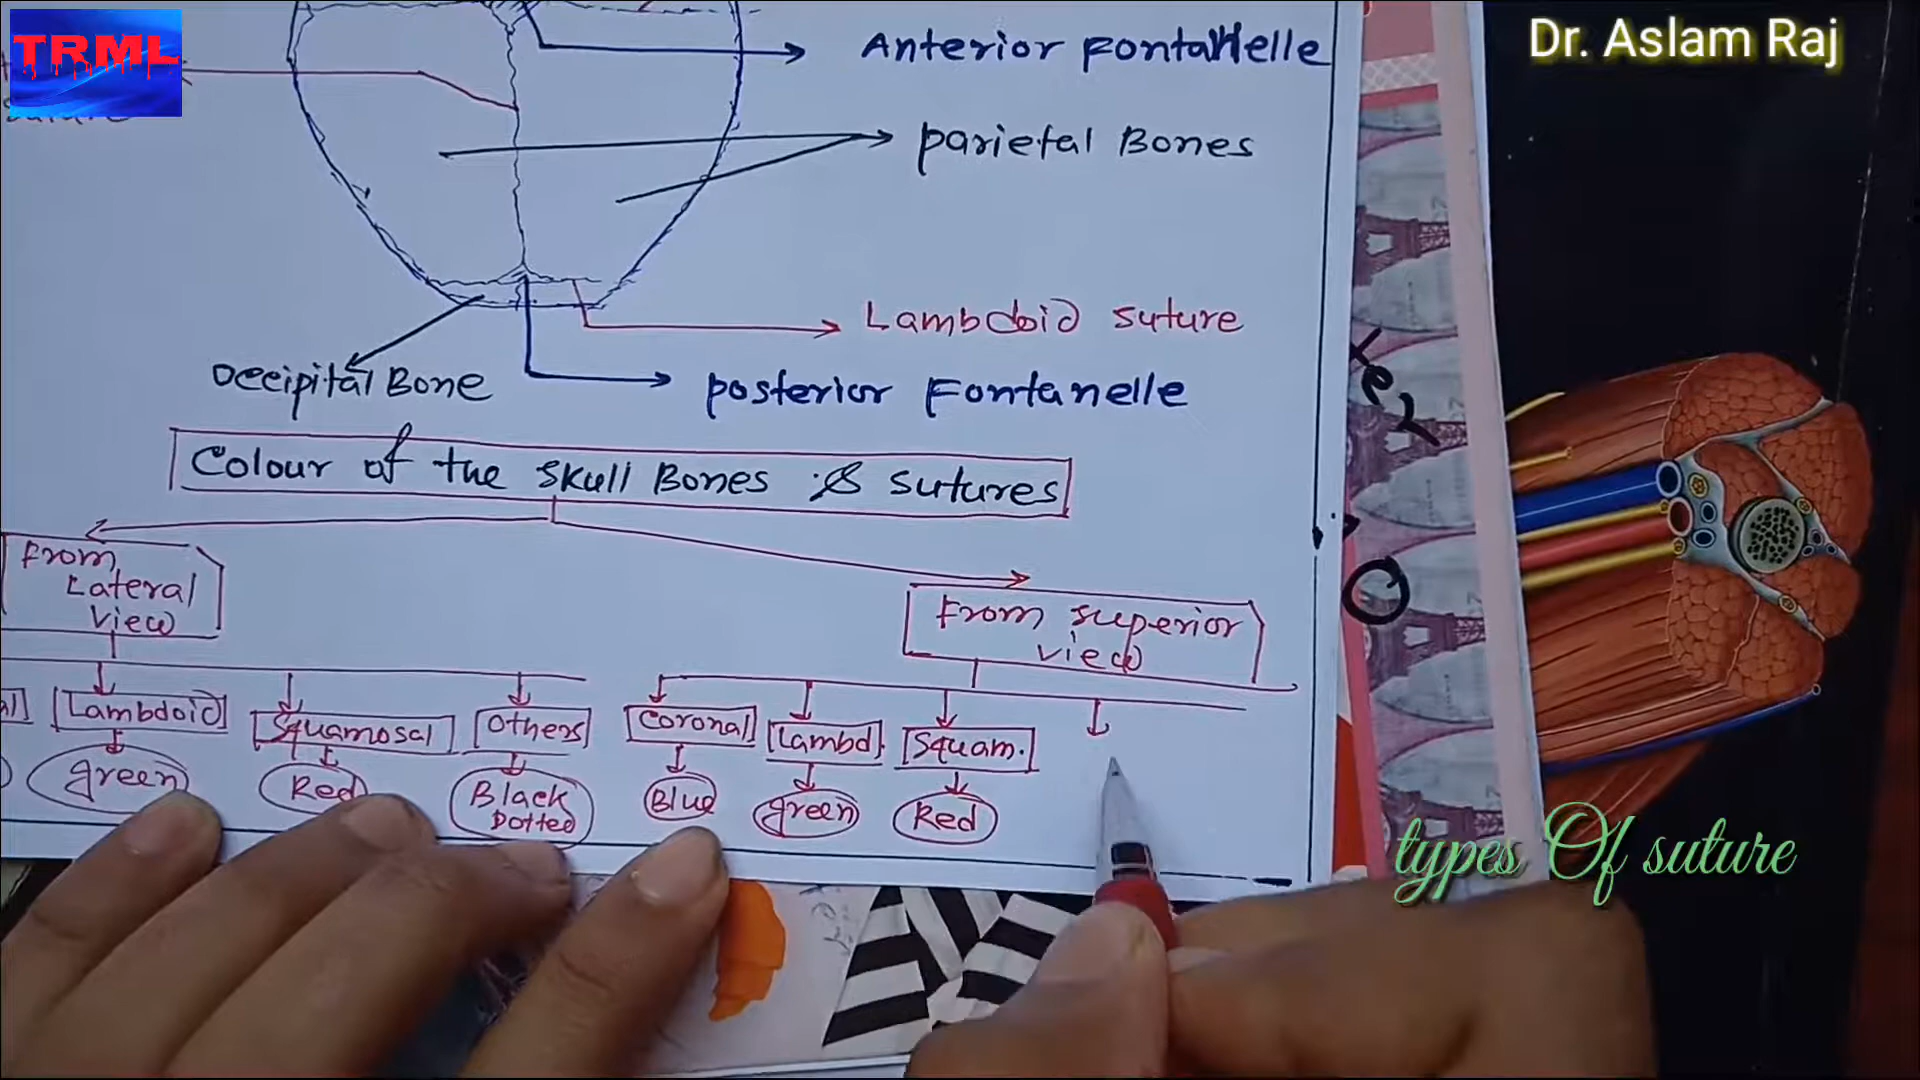 TRML
Dr. Aslam Raj
Anterior Fontanelle
suture
parietal Bones
Lambdoid suture
Occipital Bone
posterior Fontanelle
Colour of the skull Bones & sutures
From
Lateral
view
From superior
view
Lambdoid
Squamosal
Others
Coronal
Lambd.
Squam.
green
Red
Black
Dotted
Blue
green
Red
types Of suture